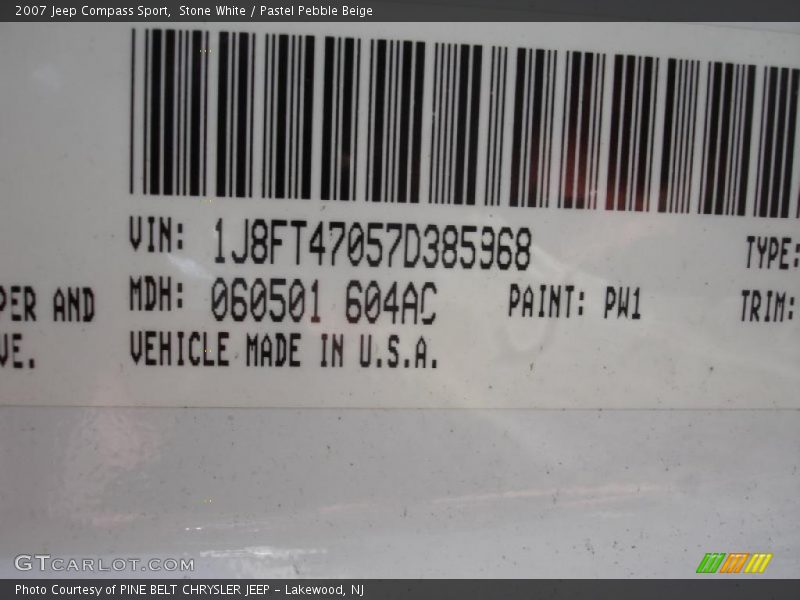 2007 Jeep Compass Sport,  Stone White / Pastel Pebble Beige
VIN: 1J8FT47057D385968 TYPE:
PER AND MDH: 060501 604AC PAINT: PW1 TRIM:
VE. VEHICLE MADE IN U.S.A.
GTCARLOT.COM
Photo Courtesy of PINE BELT CHRYSLER JEEP - Lakewood, NJ